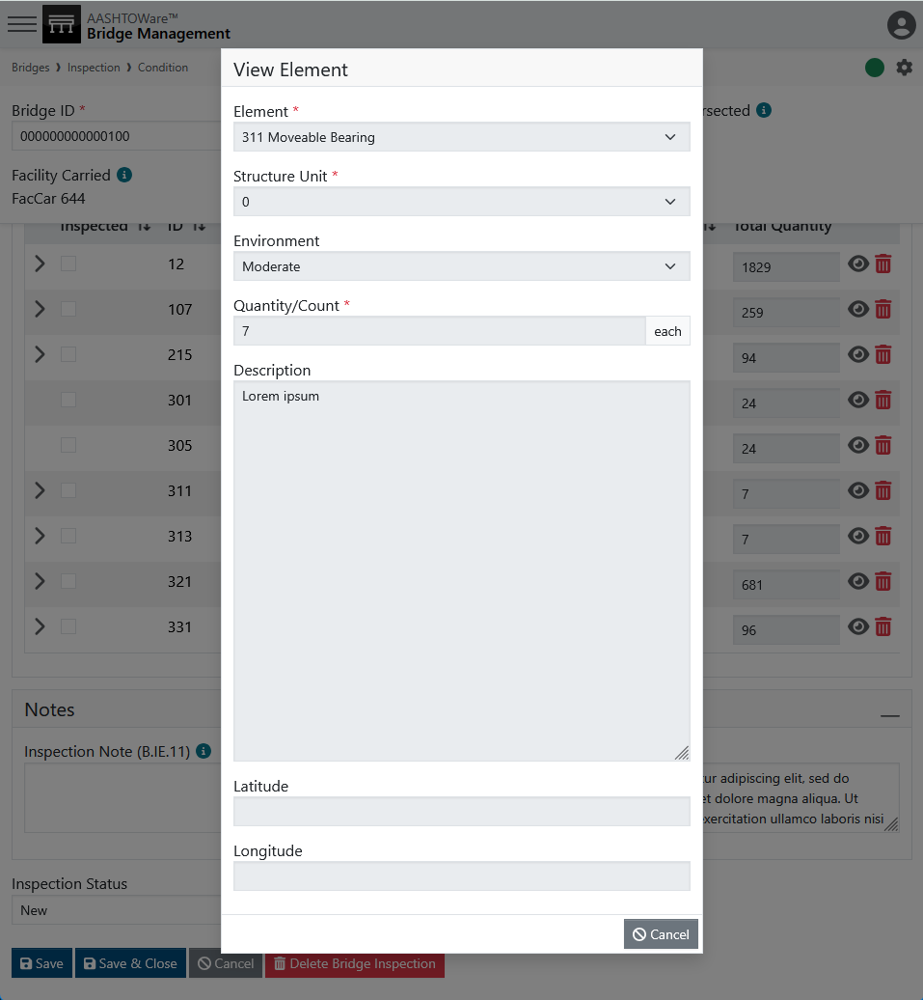 AASHTOWare™
Bridge Management
Bridges › Inspection › Condition
View Element
Bridge ID *
000000000000100
rsected
Facility Carried
FacCar 644
Element *
311 Moveable Bearing
Structure Unit *
0
Environment
Moderate
Quantity/Count *
7 each
Description
Lorem ipsum
Latitude
Longitude
Cancel
Inspected ID Total Quantity
12 1829
107 259
215 94
301 24
305 24
311 7
313 7
321 681
331 96
Notes
Inspection Note (B.IE.11)
ur adipiscing elit, sed do
et dolore magna aliqua. Ut
exercitation ullamco laboris nisi
Inspection Status
New
Save Save & Close Cancel Delete Bridge Inspection